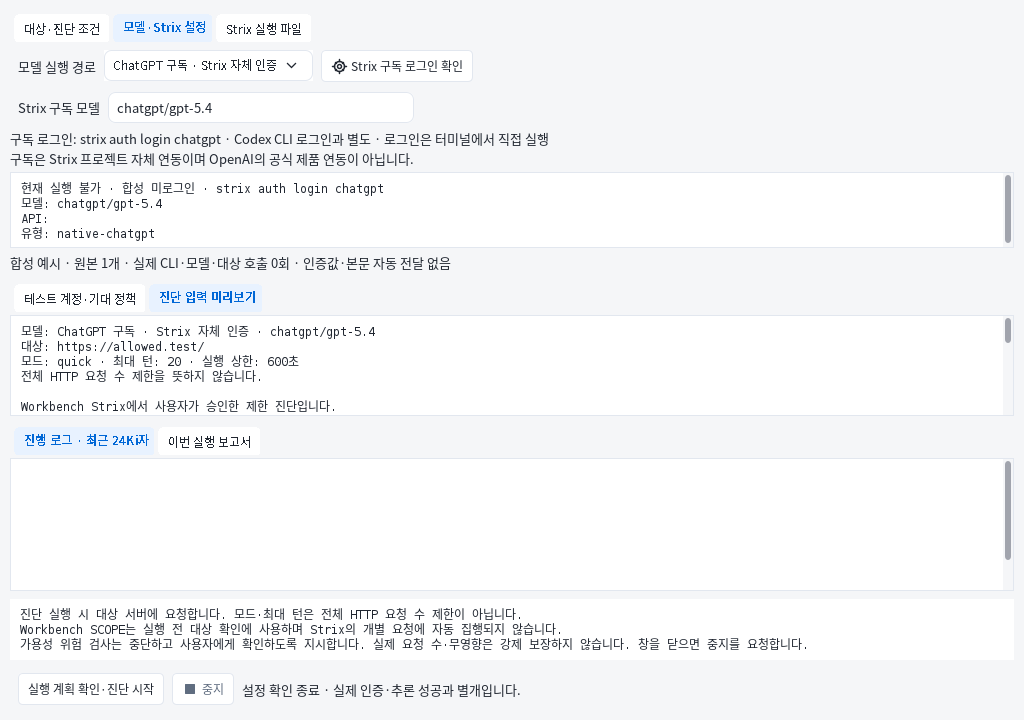 대상·진단 조건 모델·Strix 설정 Strix 실행 파일
모델 실행 경로 ChatGPT 구독 · Strix 자체 인증 Strix 구독 로그인 확인
Strix 구독 모델 chatgpt/gpt-5.4
구독 로그인: strix auth login chatgpt · Codex CLI 로그인과 별도 · 로그인은 터미널에서 직접 실행
구독은 Strix 프로젝트 자체 연동이며 OpenAI의 공식 제품 연동이 아닙니다.
현재 실행 불가 · 합성 미로그인 · strix auth login chatgpt
모델: chatgpt/gpt-5.4
API:
유형: native-chatgpt
합성 예시 · 원본 1개 · 실제 CLI·모델·대상 호출 0회 · 인증값·본문 자동 전달 없음
테스트 계정·기대 정책 진단 입력 미리보기
모델: ChatGPT 구독 · Strix 자체 인증 · chatgpt/gpt-5.4
대상: https://allowed.test/
모드: quick · 최대 턴: 20 · 실행 상한: 600초
전체 HTTP 요청 수 제한을 뜻하지 않습니다.
Workbench Strix에서 사용자가 승인한 제한 진단입니다.
진행 로그 · 최근 24Ki자 이번 실행 보고서
진단 실행 시 대상 서버에 요청합니다. 모드·최대 턴은 전체 HTTP 요청 수 제한이 아닙니다.
Workbench SCOPE는 실행 전 대상 확인에 사용하며 Strix의 개별 요청에 자동 집행되지 않습니다.
가용성 위험 검사는 중단하고 사용자에게 확인하도록 지시합니다. 실제 요청 수·무영향은 강제 보장하지 않습니다. 창을 닫으면 중지를 요청합니다.
실행 계획 확인·진단 시작 중지 설정 확인 종료 · 실제 인증·추론 성공과 별개입니다.